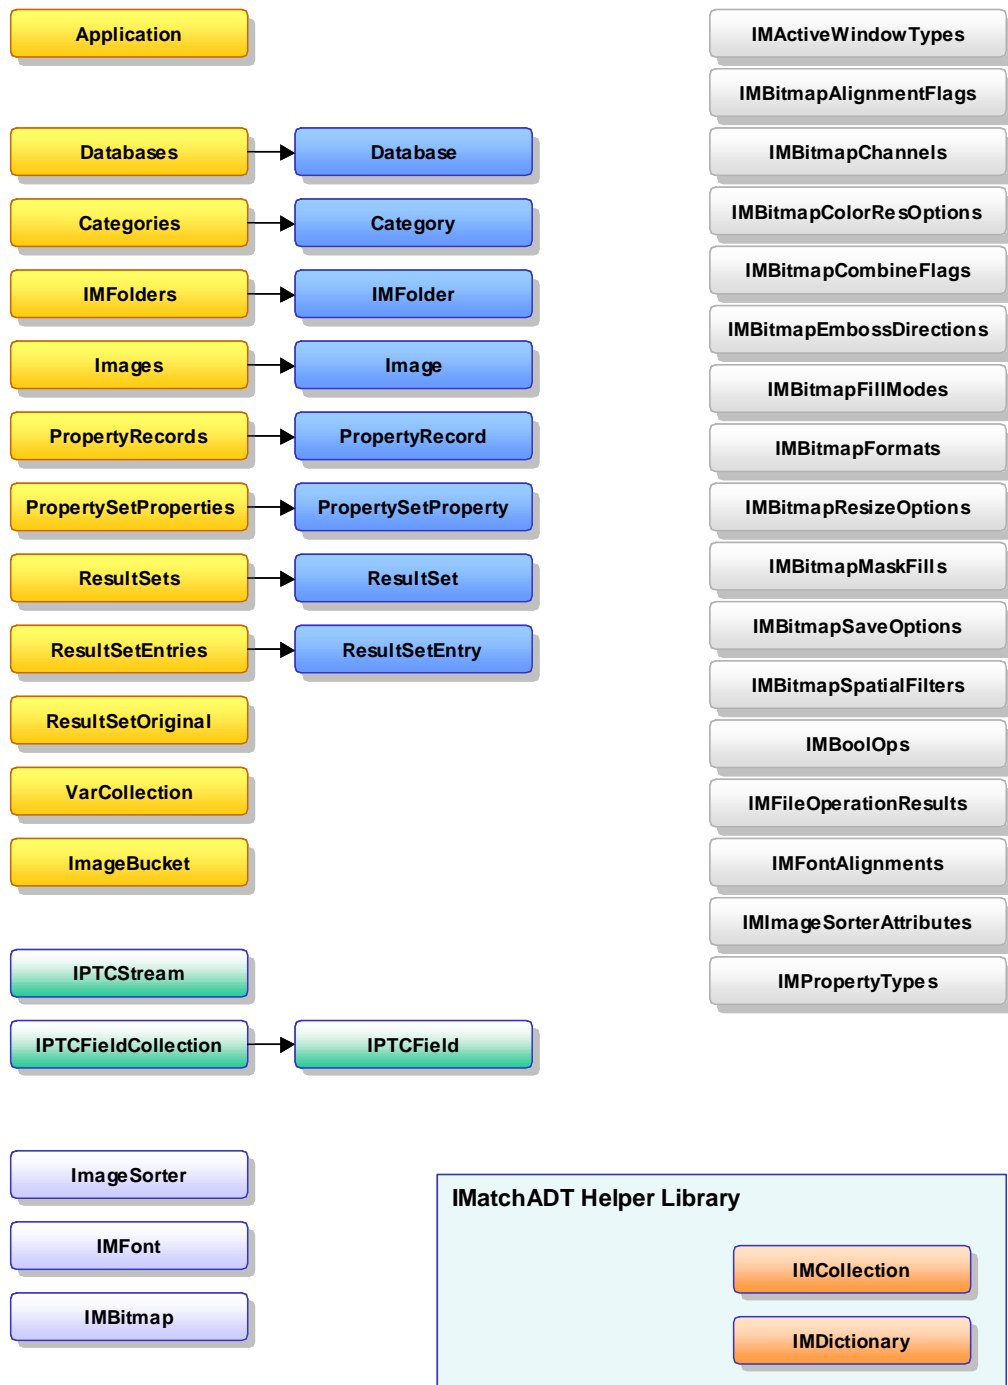 Application
Databases
Database
Categories
Category
IMFolders
IMFolder
Images
Image
PropertyRecords
PropertyRecord
PropertySetProperties
PropertySetProperty
ResultSets
ResultSet
ResultSetEntries
ResultSetEntry
ResultSetOriginal
VarCollection
ImageBucket
IPTCStream
IPTCFieldCollection
IPTCField
ImageSorter
IMFont
IMBitmap
IMActiveWindowTypes
IMBitmapAlignmentFlags
IMBitmapChannels
IMBitmapColorResOptions
IMBitmapCombineFlags
IMBitmapEmbossDirections
IMBitmapFillModes
IMBitmapFormats
IMBitmapResizeOptions
IMBitmapMaskFills
IMBitmapSaveOptions
IMBitmapSpatialFilters
IMBoolOps
IMFileOperationResults
IMFontAlignments
IMImageSorterAttributes
IMPropertyTypes
IMatchADT Helper Library
IMCollection
IMDictionary